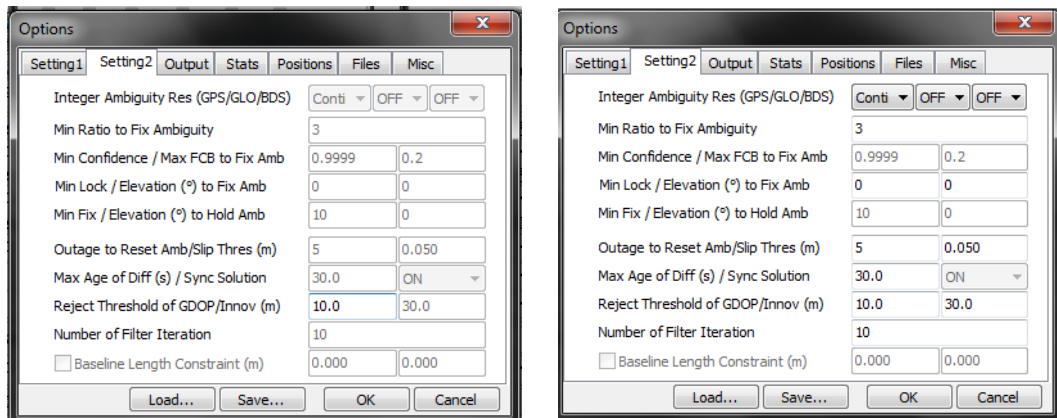 Options
x
Setting1 Setting2 Output Stats Positions Files Misc
Integer Ambiguity Res (GPS/GLO/BDS) Conti OFF OFF
Min Ratio to Fix Ambiguity 3
Min Confidence / Max FCB to Fix Amb 0.9999 0.2
Min Lock / Elevation (°) to Fix Amb 0 0
Min Fix / Elevation (°) to Hold Amb 10 0
Outage to Reset Amb/Slip Thres (m) 5 0.050
Max Age of Diff (s) / Sync Solution 30.0 ON
Reject Threshold of GDOP/Innov (m) 10.0 30.0
Number of Filter Iteration 10
Baseline Length Constraint (m) 0.000 0.000
Load... Save... OK Cancel
Options
x
Setting1 Setting2 Output Stats Positions Files Misc
Integer Ambiguity Res (GPS/GLO/BDS) Conti OFF OFF
Min Ratio to Fix Ambiguity 3
Min Confidence / Max FCB to Fix Amb 0.9999 0.2
Min Lock / Elevation (°) to Fix Amb 0 0
Min Fix / Elevation (°) to Hold Amb 10 0
Outage to Reset Amb/Slip Thres (m) 5 0.050
Max Age of Diff (s) / Sync Solution 30.0 ON
Reject Threshold of GDOP/Innov (m) 10.0 30.0
Number of Filter Iteration 10
Baseline Length Constraint (m) 0.000 0.000
Load... Save... OK Cancel